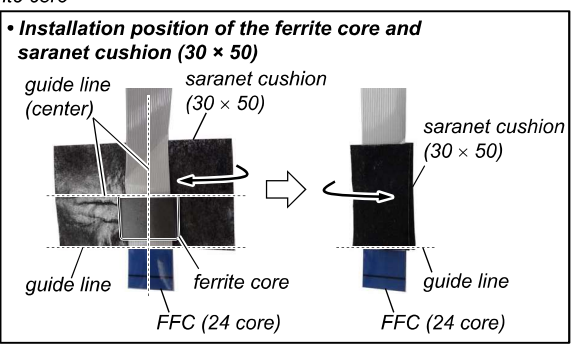 • Installation position of the ferrite core and
saranet cushion (30 × 50)
guide line
(center)
saranet cushion
(30 × 50)
saranet cushion
(30 × 50)
guide line
ferrite core
guide line
FFC (24 core)
FFC (24 core)